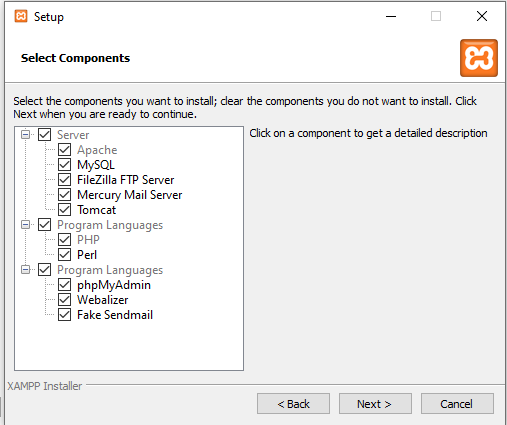 Setup
Select Components
Select the components you want to install; clear the components you do not want to install. Click
Next when you are ready to continue.
Server
Apache
MySQL
FileZilla FTP Server
Mercury Mail Server
Tomcat
Program Languages
PHP
Perl
Program Languages
phpMyAdmin
Webalizer
Fake Sendmail
Click on a component to get a detailed description
XAMPP Installer
< Back
Next >
Cancel